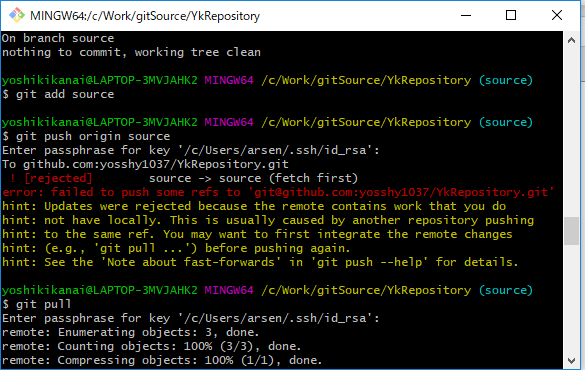 MINGW64:/c/Work/gitSource/YkRepository
On branch source
nothing to commit, working tree clean
yoshikikanai@LAPTOP-3MVJAHK2 MINGW64 /c/Work/gitSource/YkRepository (source)
$ git add source
yoshikikanai@LAPTOP-3MVJAHK2 MINGW64 /c/Work/gitSource/YkRepository (source)
$ git push origin source
Enter passphrase for key '/c/Users/arsen/.ssh/id_rsa':
To github.com:yosshy1037/YkRepository.git
! [rejected]        source -> source (fetch first)
error: failed to push some refs to 'git@github.com:yosshy1037/YkRepository.git'
hint: Updates were rejected because the remote contains work that you do
hint: not have locally. This is usually caused by another repository pushing
hint: to the same ref. You may want to first integrate the remote changes
hint: (e.g., 'git pull ...') before pushing again.
hint: See the 'Note about fast-forwards' in 'git push --help' for details.
yoshikikanai@LAPTOP-3MVJAHK2 MINGW64 /c/Work/gitSource/YkRepository (source)
$ git pull
Enter passphrase for key '/c/Users/arsen/.ssh/id_rsa':
remote: Enumerating objects: 3, done.
remote: Counting objects: 100% (3/3), done.
remote: Compressing objects: 100% (1/1), done.